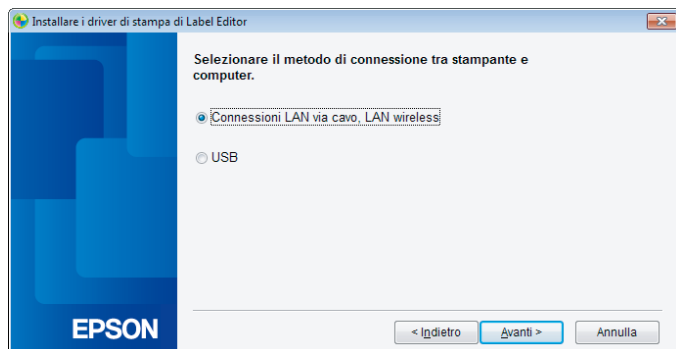 Installare i driver di stampa di Label Editor
Selezionare il metodo di connessione tra stampante e
computer.
Connessioni LAN via cavo, LAN wireless
USB
EPSON
< Indietro
Avanti >
Annulla